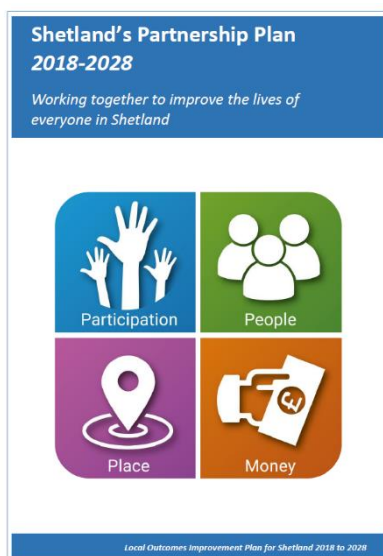 Shetland’s Partnership Plan
2018-2028
Working together to improve the lives of
everyone in Shetland
Participation
People
Place
£
Money
Local Outcomes Improvement Plan for Shetland 2018 to 2028